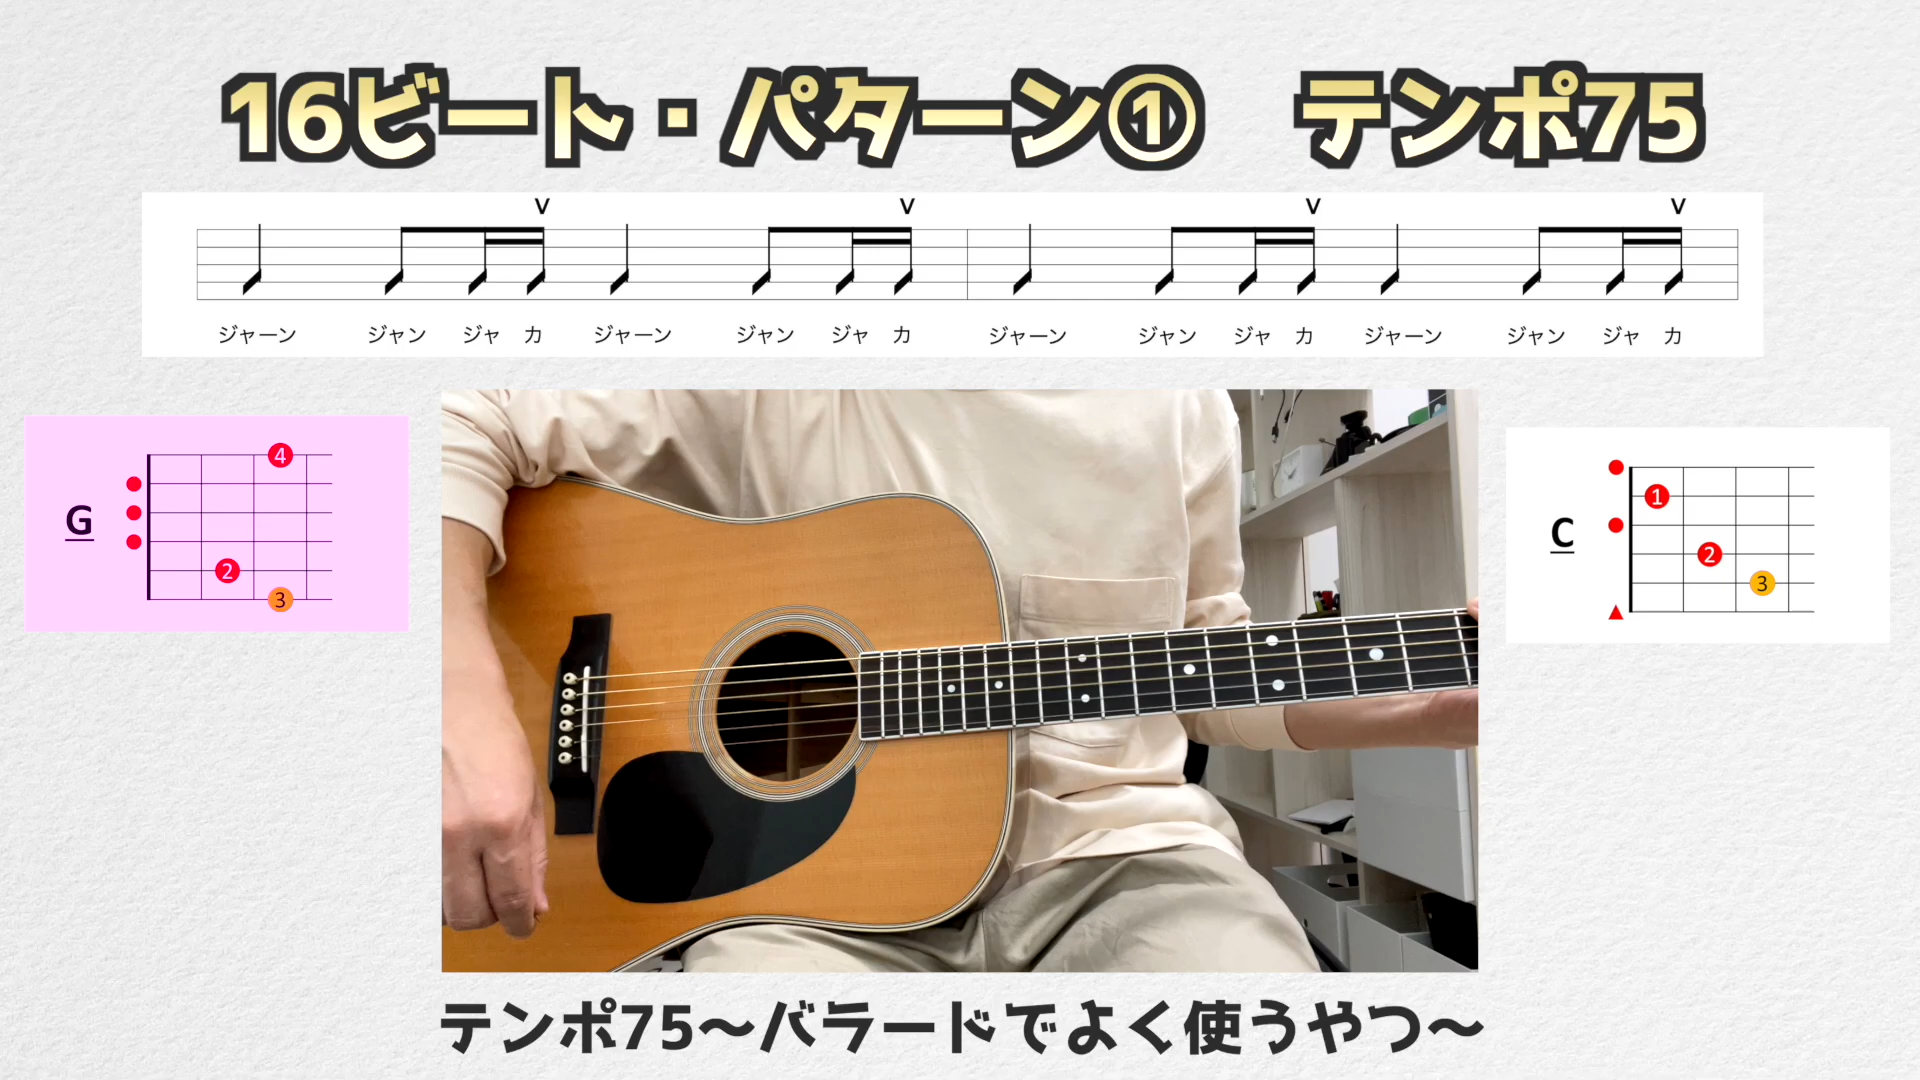 16ビート・パターン① テンポ75
V V V V
ジャーン ジャン ジャ カ ジャーン ジャン ジャ カ ジャーン ジャン ジャ カ ジャーン ジャン ジャ カ
G
4
2
3
C
1
2
3
テンポ75～バラードでよく使うやつ～